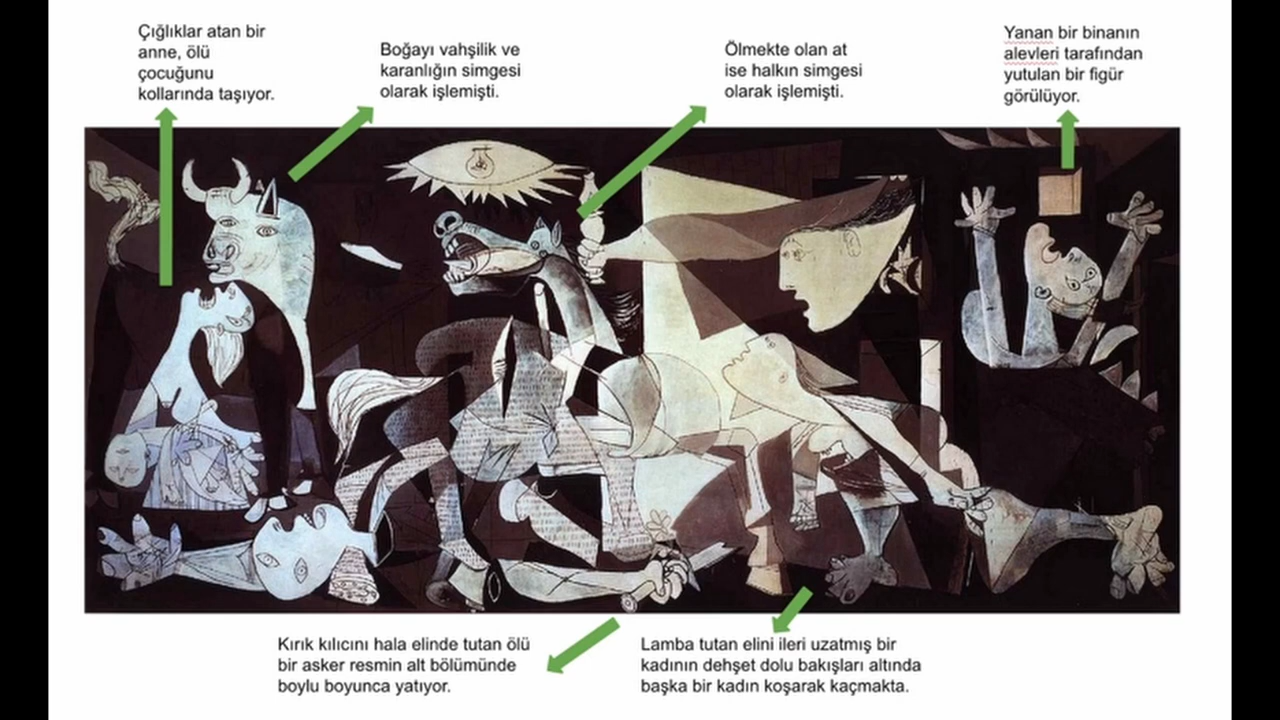 Çığlıklar atan bir
anne, ölü
çocuğunu
kollarında taşıyor.
Boğayı vahşilik ve
karanlığın simgesi
olarak işlemişti.
Ölmekte olan at
ise halkın simgesi
olarak işlemişti.
Yanan bir binanın
alevleri tarafından
yutulan bir figür
görülüyor.
Kırık kılıcını hala elinde tutan ölü
bir asker resmin alt bölümünde
boylu boyunca yatıyor.
Lamba tutan elini ileri uzatmış bir
kadının dehşet dolu bakışları altında
başka bir kadın koşarak kaçmakta.